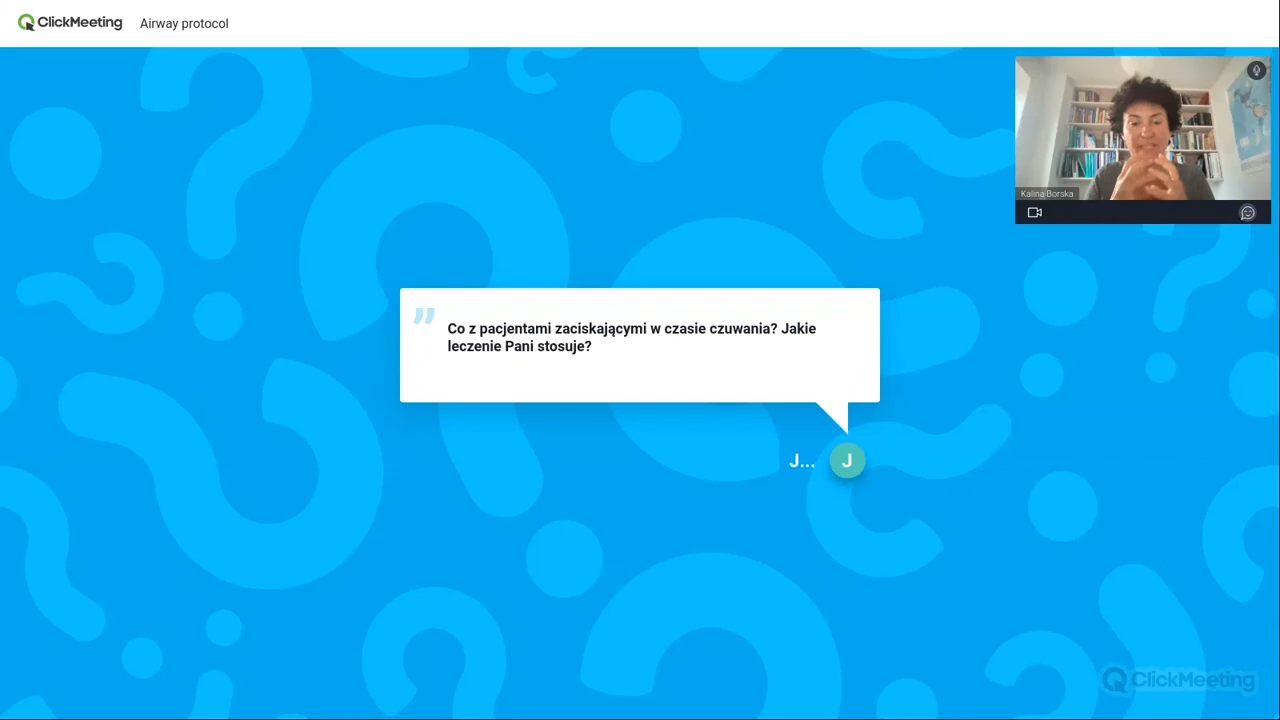 ClickMeeting Airway protocol
Kalina Borska
Co z pacjentami zaciskającymi w czasie czuwania? Jakie
leczenie Pani stosuje?
J... J
ClickMeeting